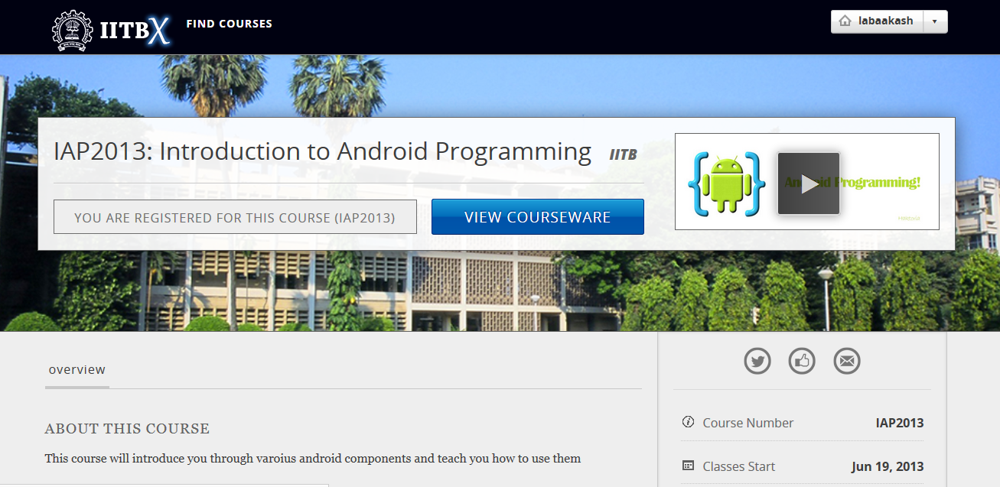 IITBX
FIND COURSES
labaakash
IAP2013: Introduction to Android Programming
IITB
YOU ARE REGISTERED FOR THIS COURSE (IAP2013)
VIEW COURSEWARE
Android Programming!
overview
ABOUT THIS COURSE
This course will introduce you through varoius android components and teach you how to use them
Course Number
IAP2013
Classes Start
Jun 19, 2013